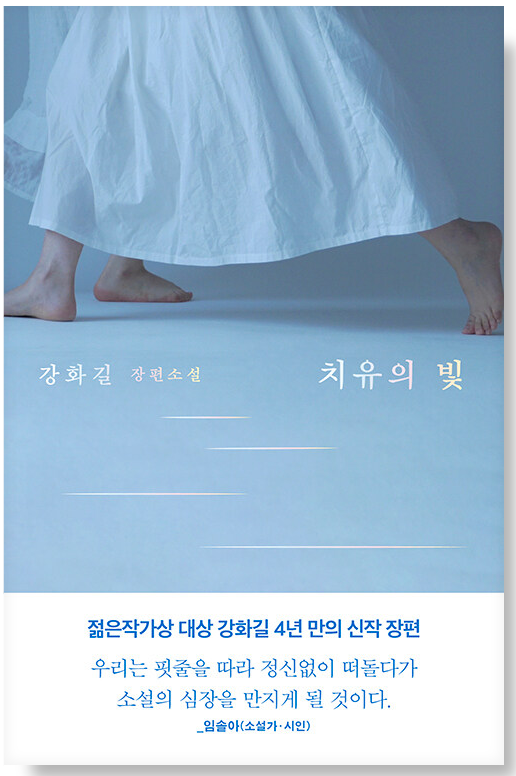 강화길 장편소설 치유의 빛
젊은작가상 대상 강화길 4년 만의 신작 장편
우리는 핏줄을 따라 정신없이 떠돌다가
소설의 심장을 만지게 될 것이다.
_임솔아(소설가·시인)